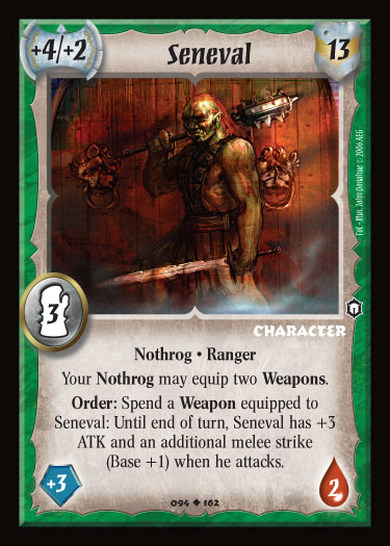 +4/+2
Seneval
13
© 2006 AEG
3
CHARACTER
Nothrog • Ranger
Your Nothrog may equip two Weapons.
Order: Spend a Weapon equipped to
Seneval: Until end of turn, Seneval has +3
ATK and an additional melee strike
(Base +1) when he attacks.
+3
2
094 ◆ 162